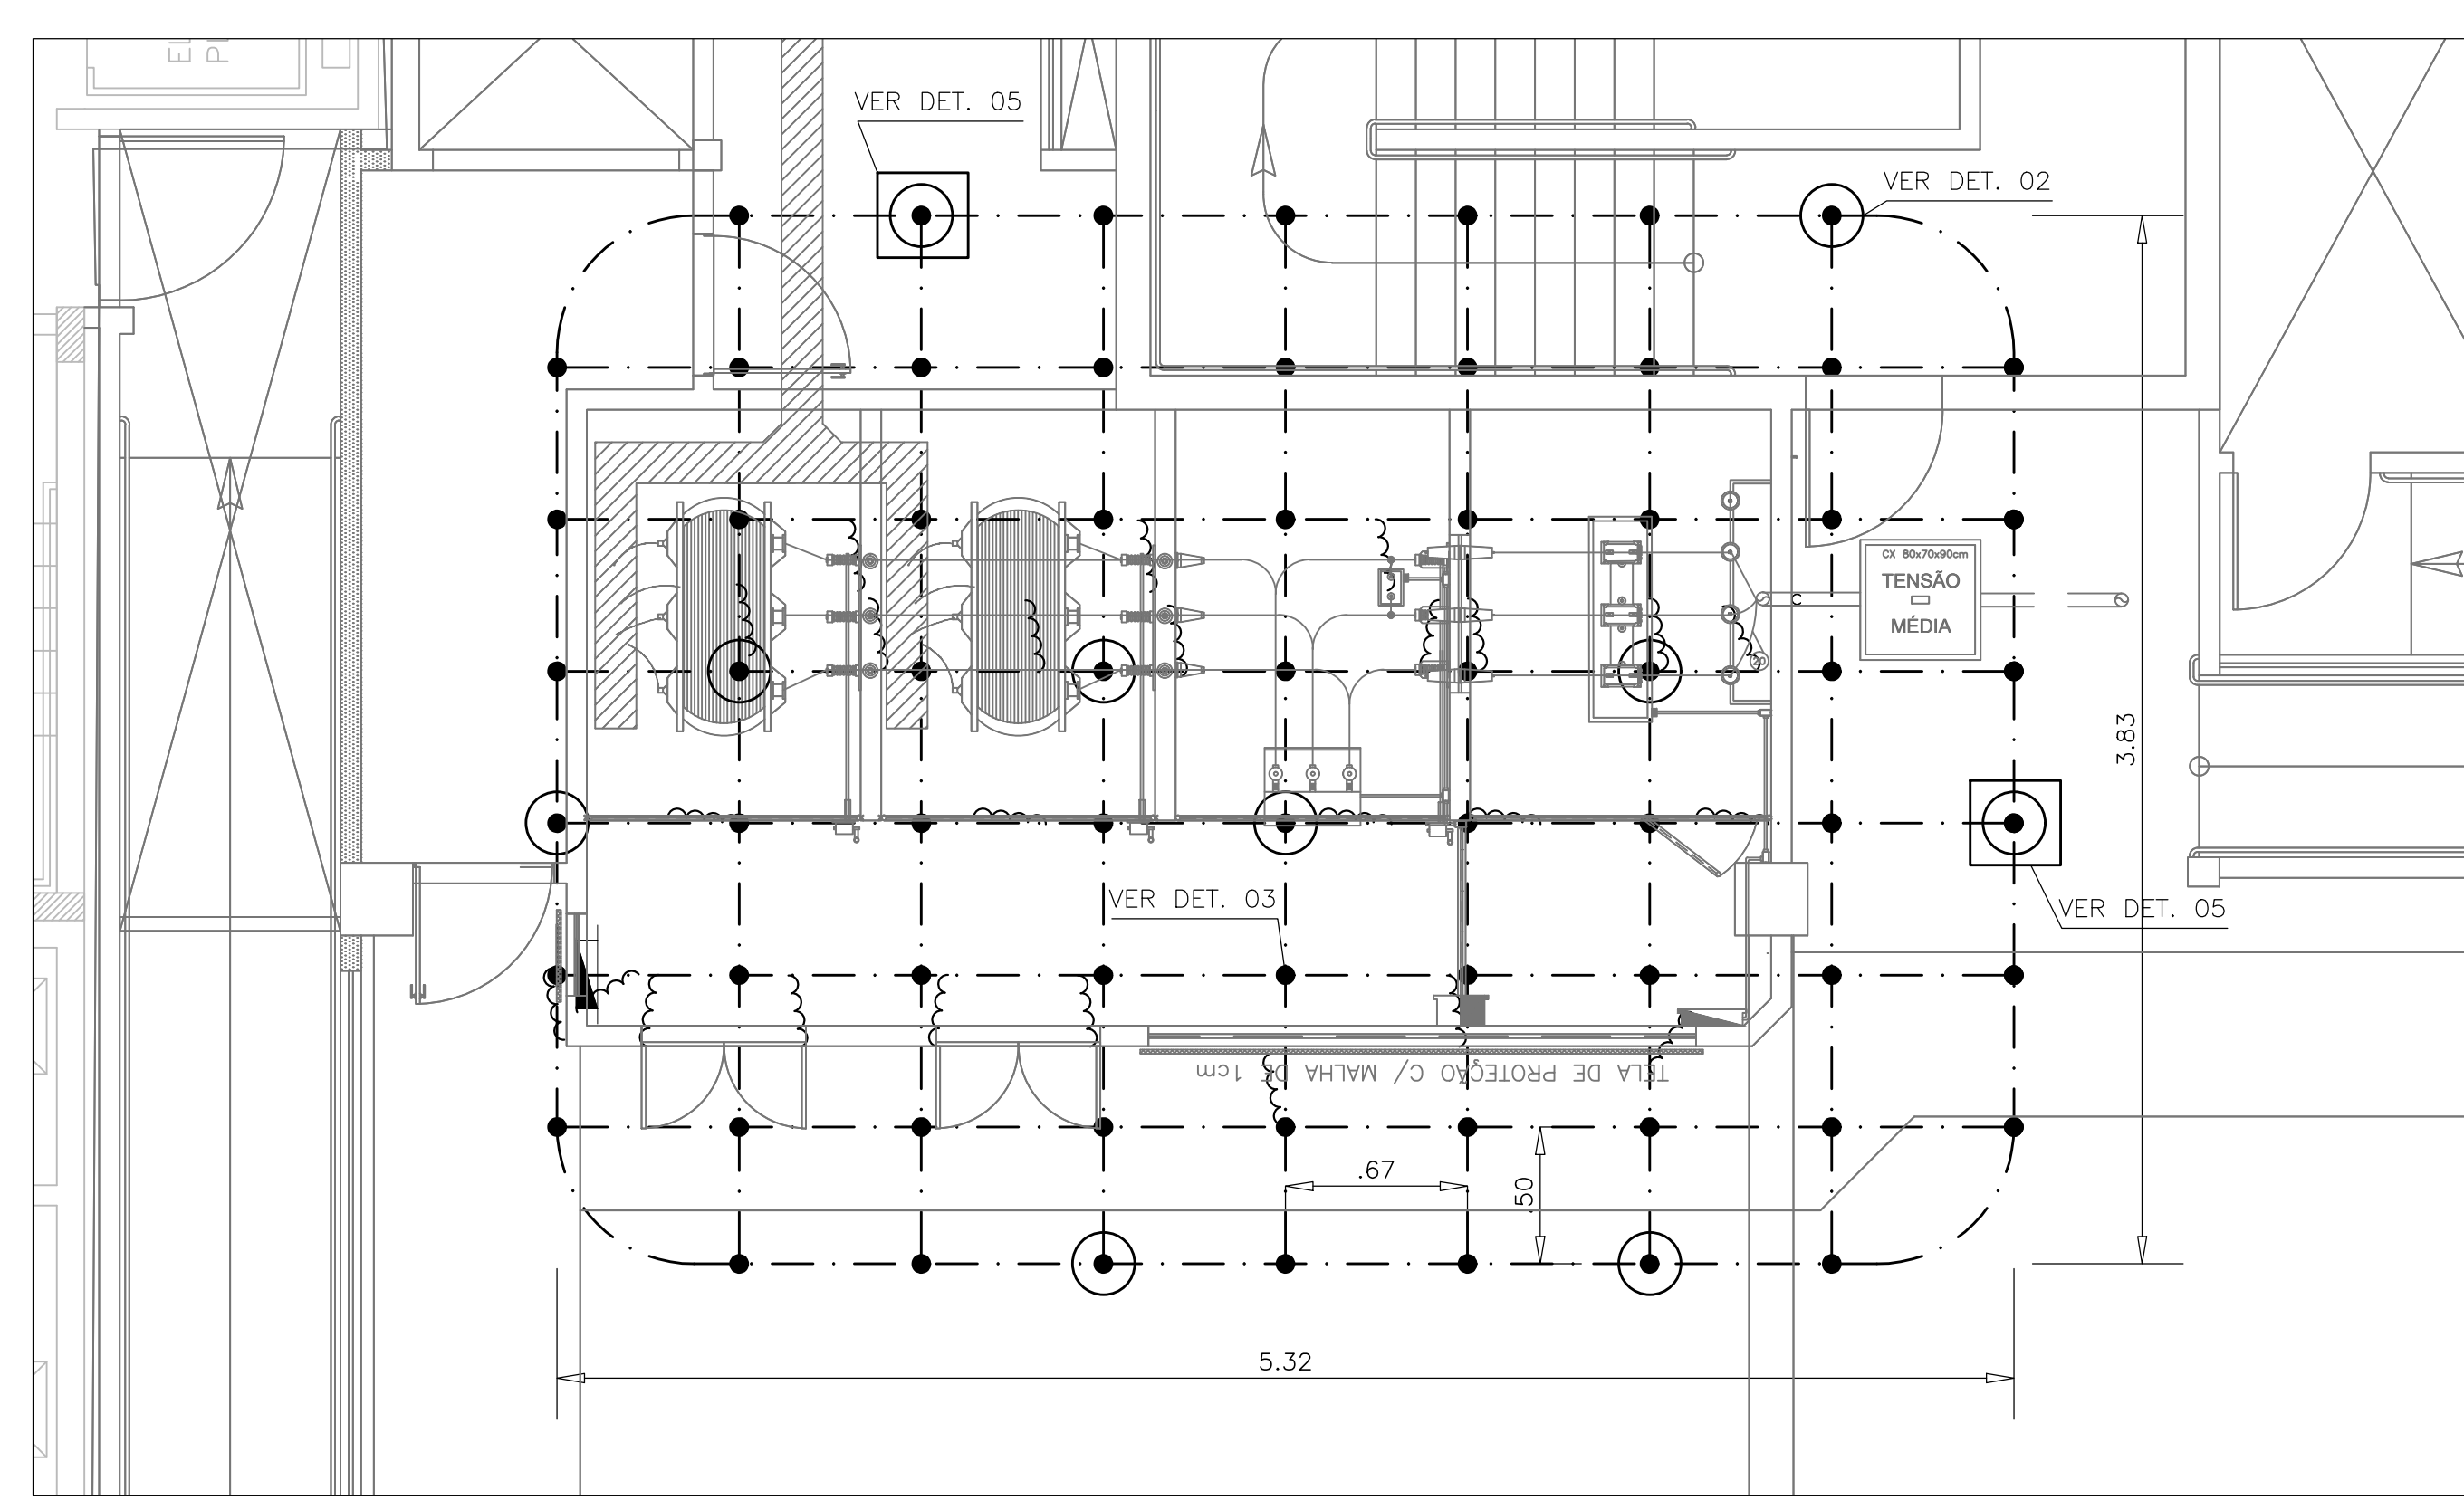 EL
P
VER DET. 05
VER DET. 02
CX 80x70x90cm
TENSÃO
MÉDIA
C
3.83
VER DET. 03
VER DET. 05
TELA DE PROTEÇÃO C/ MALHA DE 1cm
.67
.50
5.32